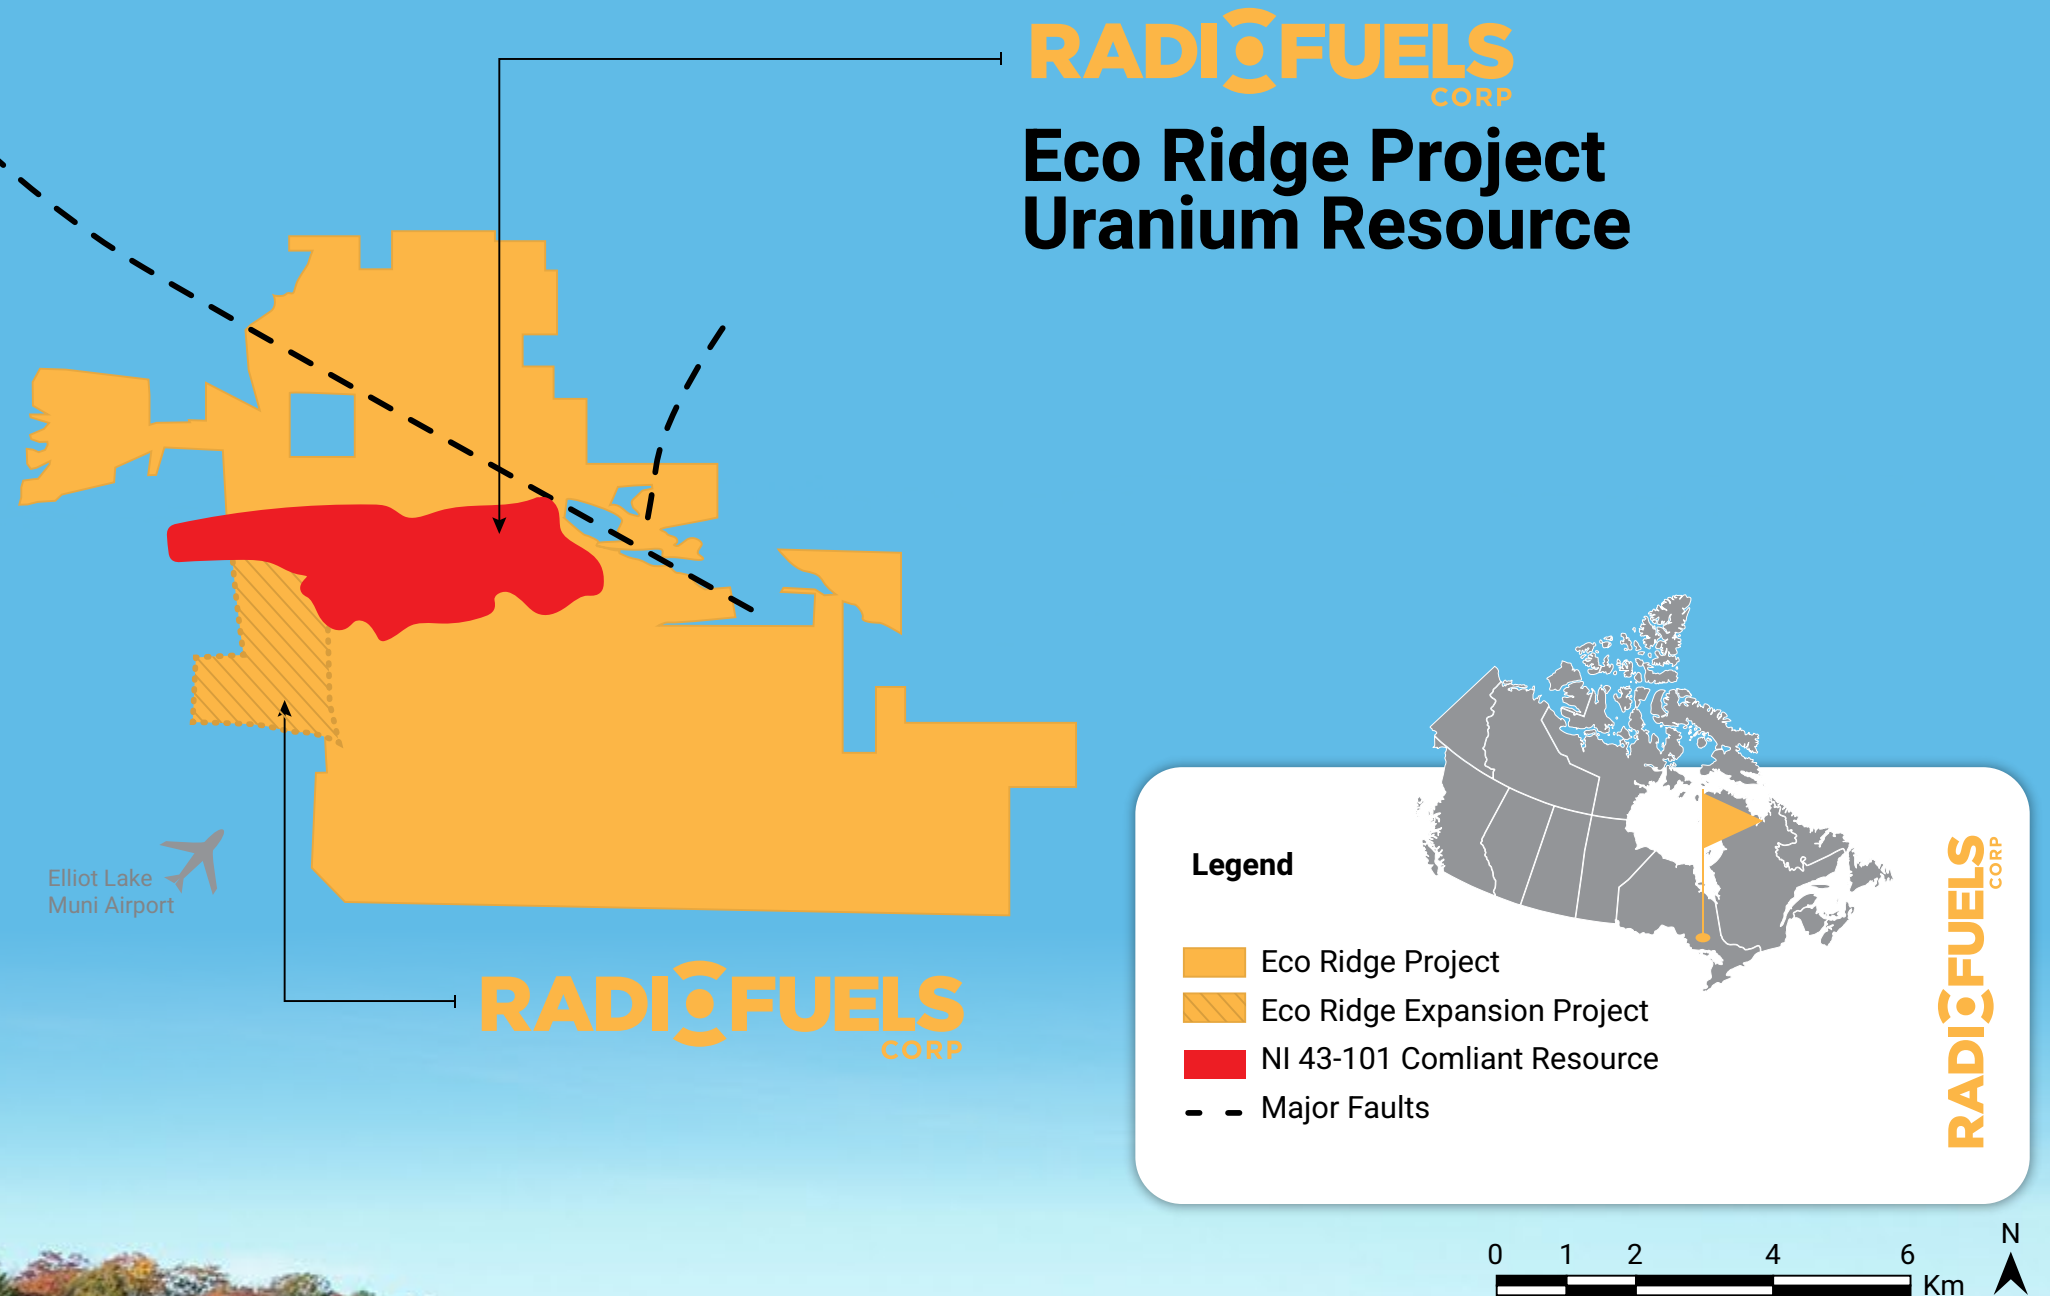 RADIOFUELS
CORP
Eco Ridge Project
Uranium Resource
Elliot Lake
Muni Airport
RADIOFUELS
CORP
Legend
Eco Ridge Project
Eco Ridge Expansion Project
NI 43-101 Comliant Resource
Major Faults
RADIOFUELS
CORP
0 1 2 4 6
Km
N